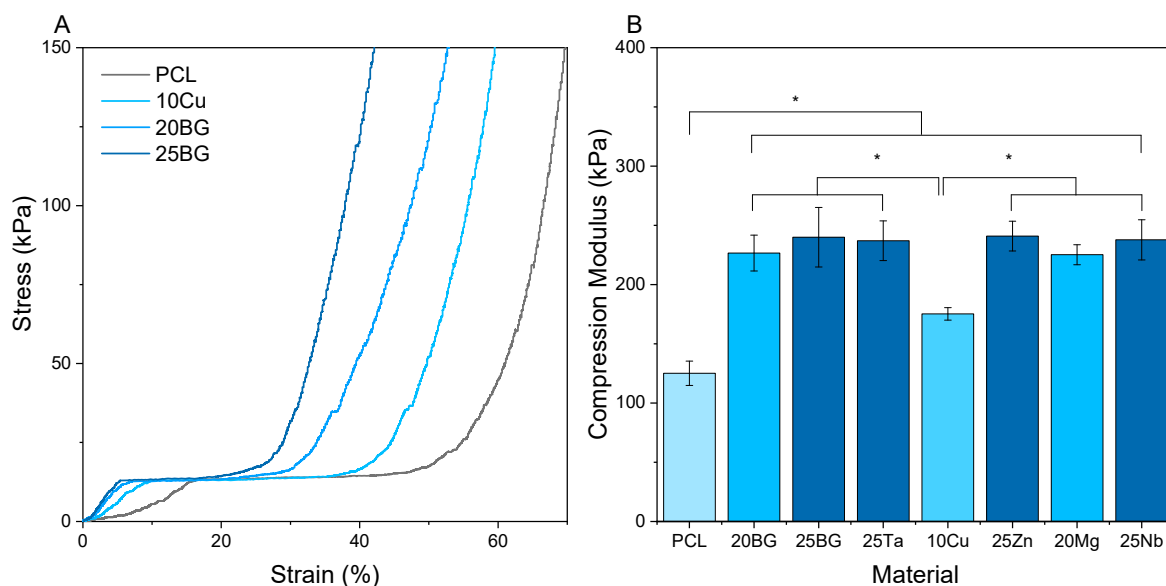 A
150
100
50
0
Stress (kPa)
PCL
10Cu
20BG
25BG
0 20 40 60
Strain (%)
B
400
300
200
100
0
Compression Modulus (kPa)
*
* *
PCL 20BG 25BG 25Ta 10Cu 25Zn 20Mg 25Nb
Material